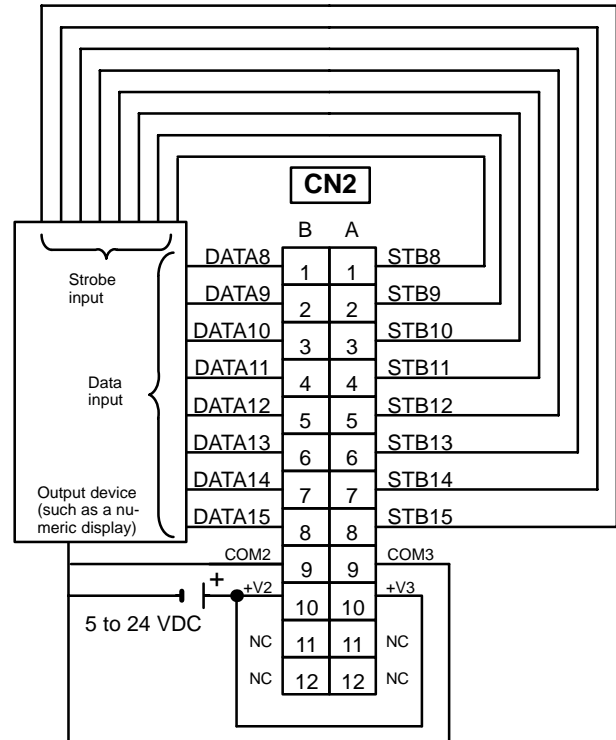 CN2
B A
DATA8 1 1 STB8
Strobe
input
DATA9 2 2 STB9
DATA10 3 3 STB10
Data
input
DATA11 4 4 STB11
DATA12 5 5 STB12
DATA13 6 6 STB13
Output device
(such as a nu-
meric display)
DATA14 7 7 STB14
DATA15 8 8 STB15
COM2 9 9 COM3
+ +V2 10 10 +V3
5 to 24 VDC
NC 11 11 NC
NC 12 12 NC